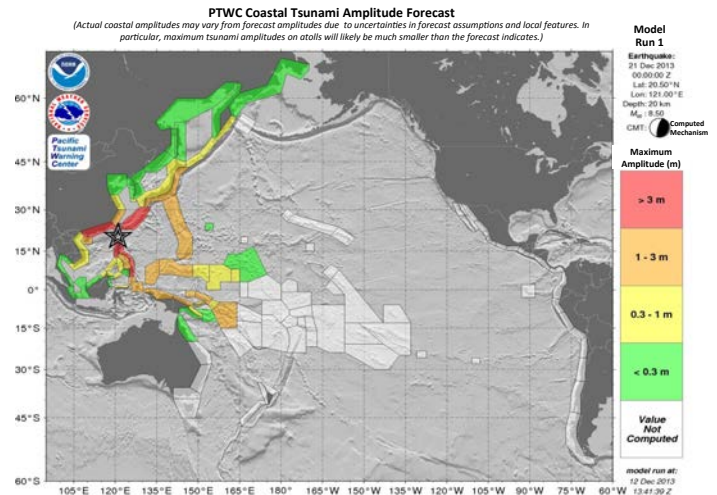 PTWC Coastal Tsunami Amplitude Forecast
(Actual coastal amplitudes may vary from forecast amplitudes due to uncertainties in forecast assumptions and local features. In
particular, maximum tsunami amplitudes on atolls will likely be much smaller than the forecast indicates.)
Model
Run 1
Earthquake:
21 Dec 2013
00:00:00 Z
Lat: 20.50°N
Lon: 121.00°E
Depth: 20 km
Mw: 8.50
CMT: Computed
Mechanism
NOAA
Pacific
Tsunami
Warning
Center
60°N
45°N
30°N
15°N
0°
15°S
30°S
45°S
60°S
105°E 120°E 135°E 150°E 165°E 180° 165°W 150°W 135°W 120°W 105°W 90°W 75°W 60°W
Maximum
Amplitude (m)
> 3 m
1 - 3 m
0.3 - 1 m
< 0.3 m
Value
Not
Computed
model run at:
12 Dec 2013
13:41:39 Z